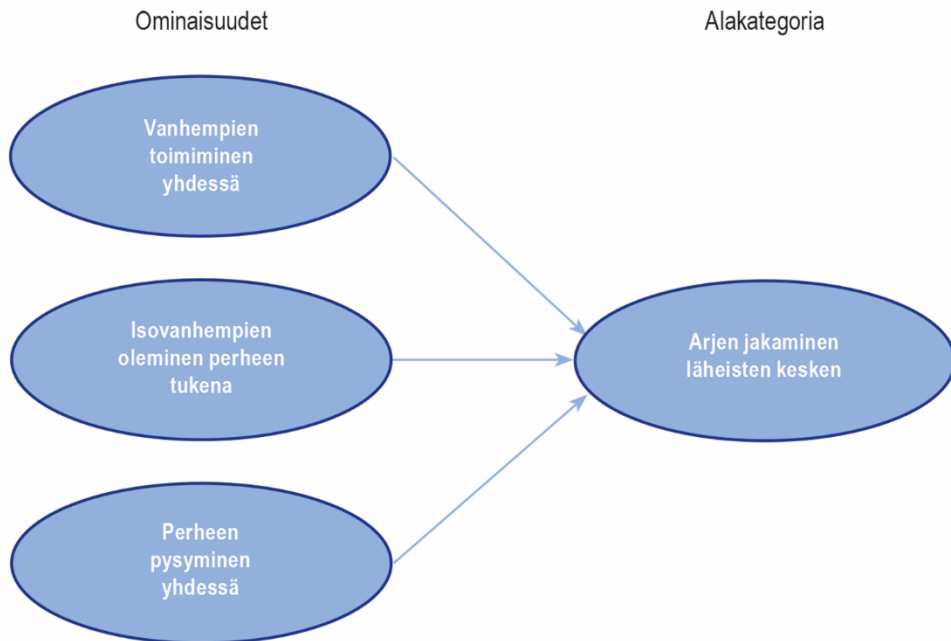 Ominaisuudet
Alakategoria
Vanhempien
toimiminen
yhdessä
Isovanhempien
oleminen perheen
tukena
Arjen jakaminen
läheisten kesken
Perheen
pysyminen
yhdessä